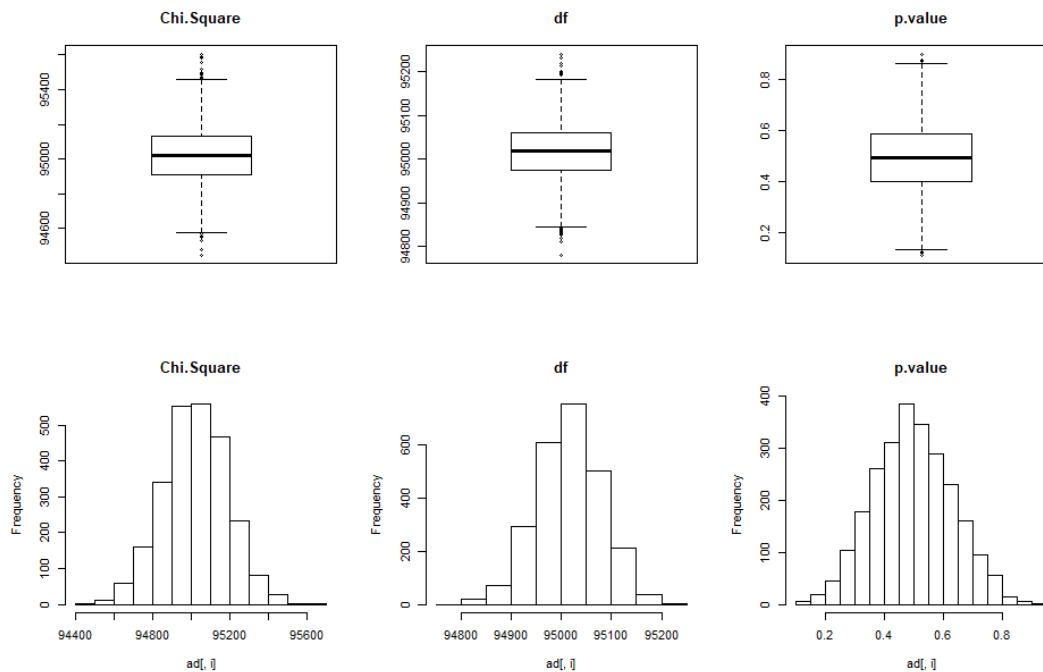 Chi.Square
df
p.value
94600 95000 95400
94800 94900 95000 95100 95200
0.2 0.4 0.6 0.8
Chi.Square
df
p.value
Frequency
0 100 200 300 400 500
94400 94800 95200 95600
ad[, i]
Frequency
0 200 400 600
94800 94900 95000 95100 95200
ad[, i]
Frequency
0 100 200 300 400
0.2 0.4 0.6 0.8
ad[, i]